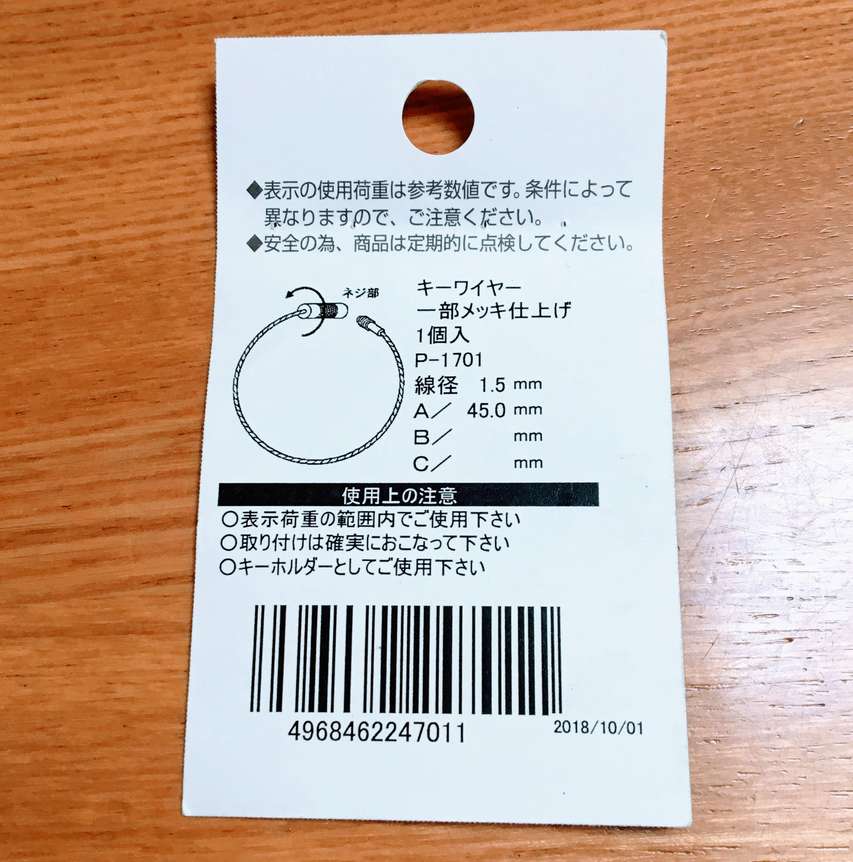 ◆表示の使用荷重は参考数値です。条件によって
異なりますので、ご注意ください。
◆安全の為、商品は定期的に点検してください。
ネジ部
キーワイヤー
一部メッキ仕上げ
1個入
P-1701
線径 1.5 mm
A/ 45.0 mm
B/ mm
C/ mm
使用上の注意
○表示荷重の範囲内でご使用下さい
○取り付けは確実におこなって下さい
○キーホルダーとしてご使用下さい
4968462247011
2018/10/01